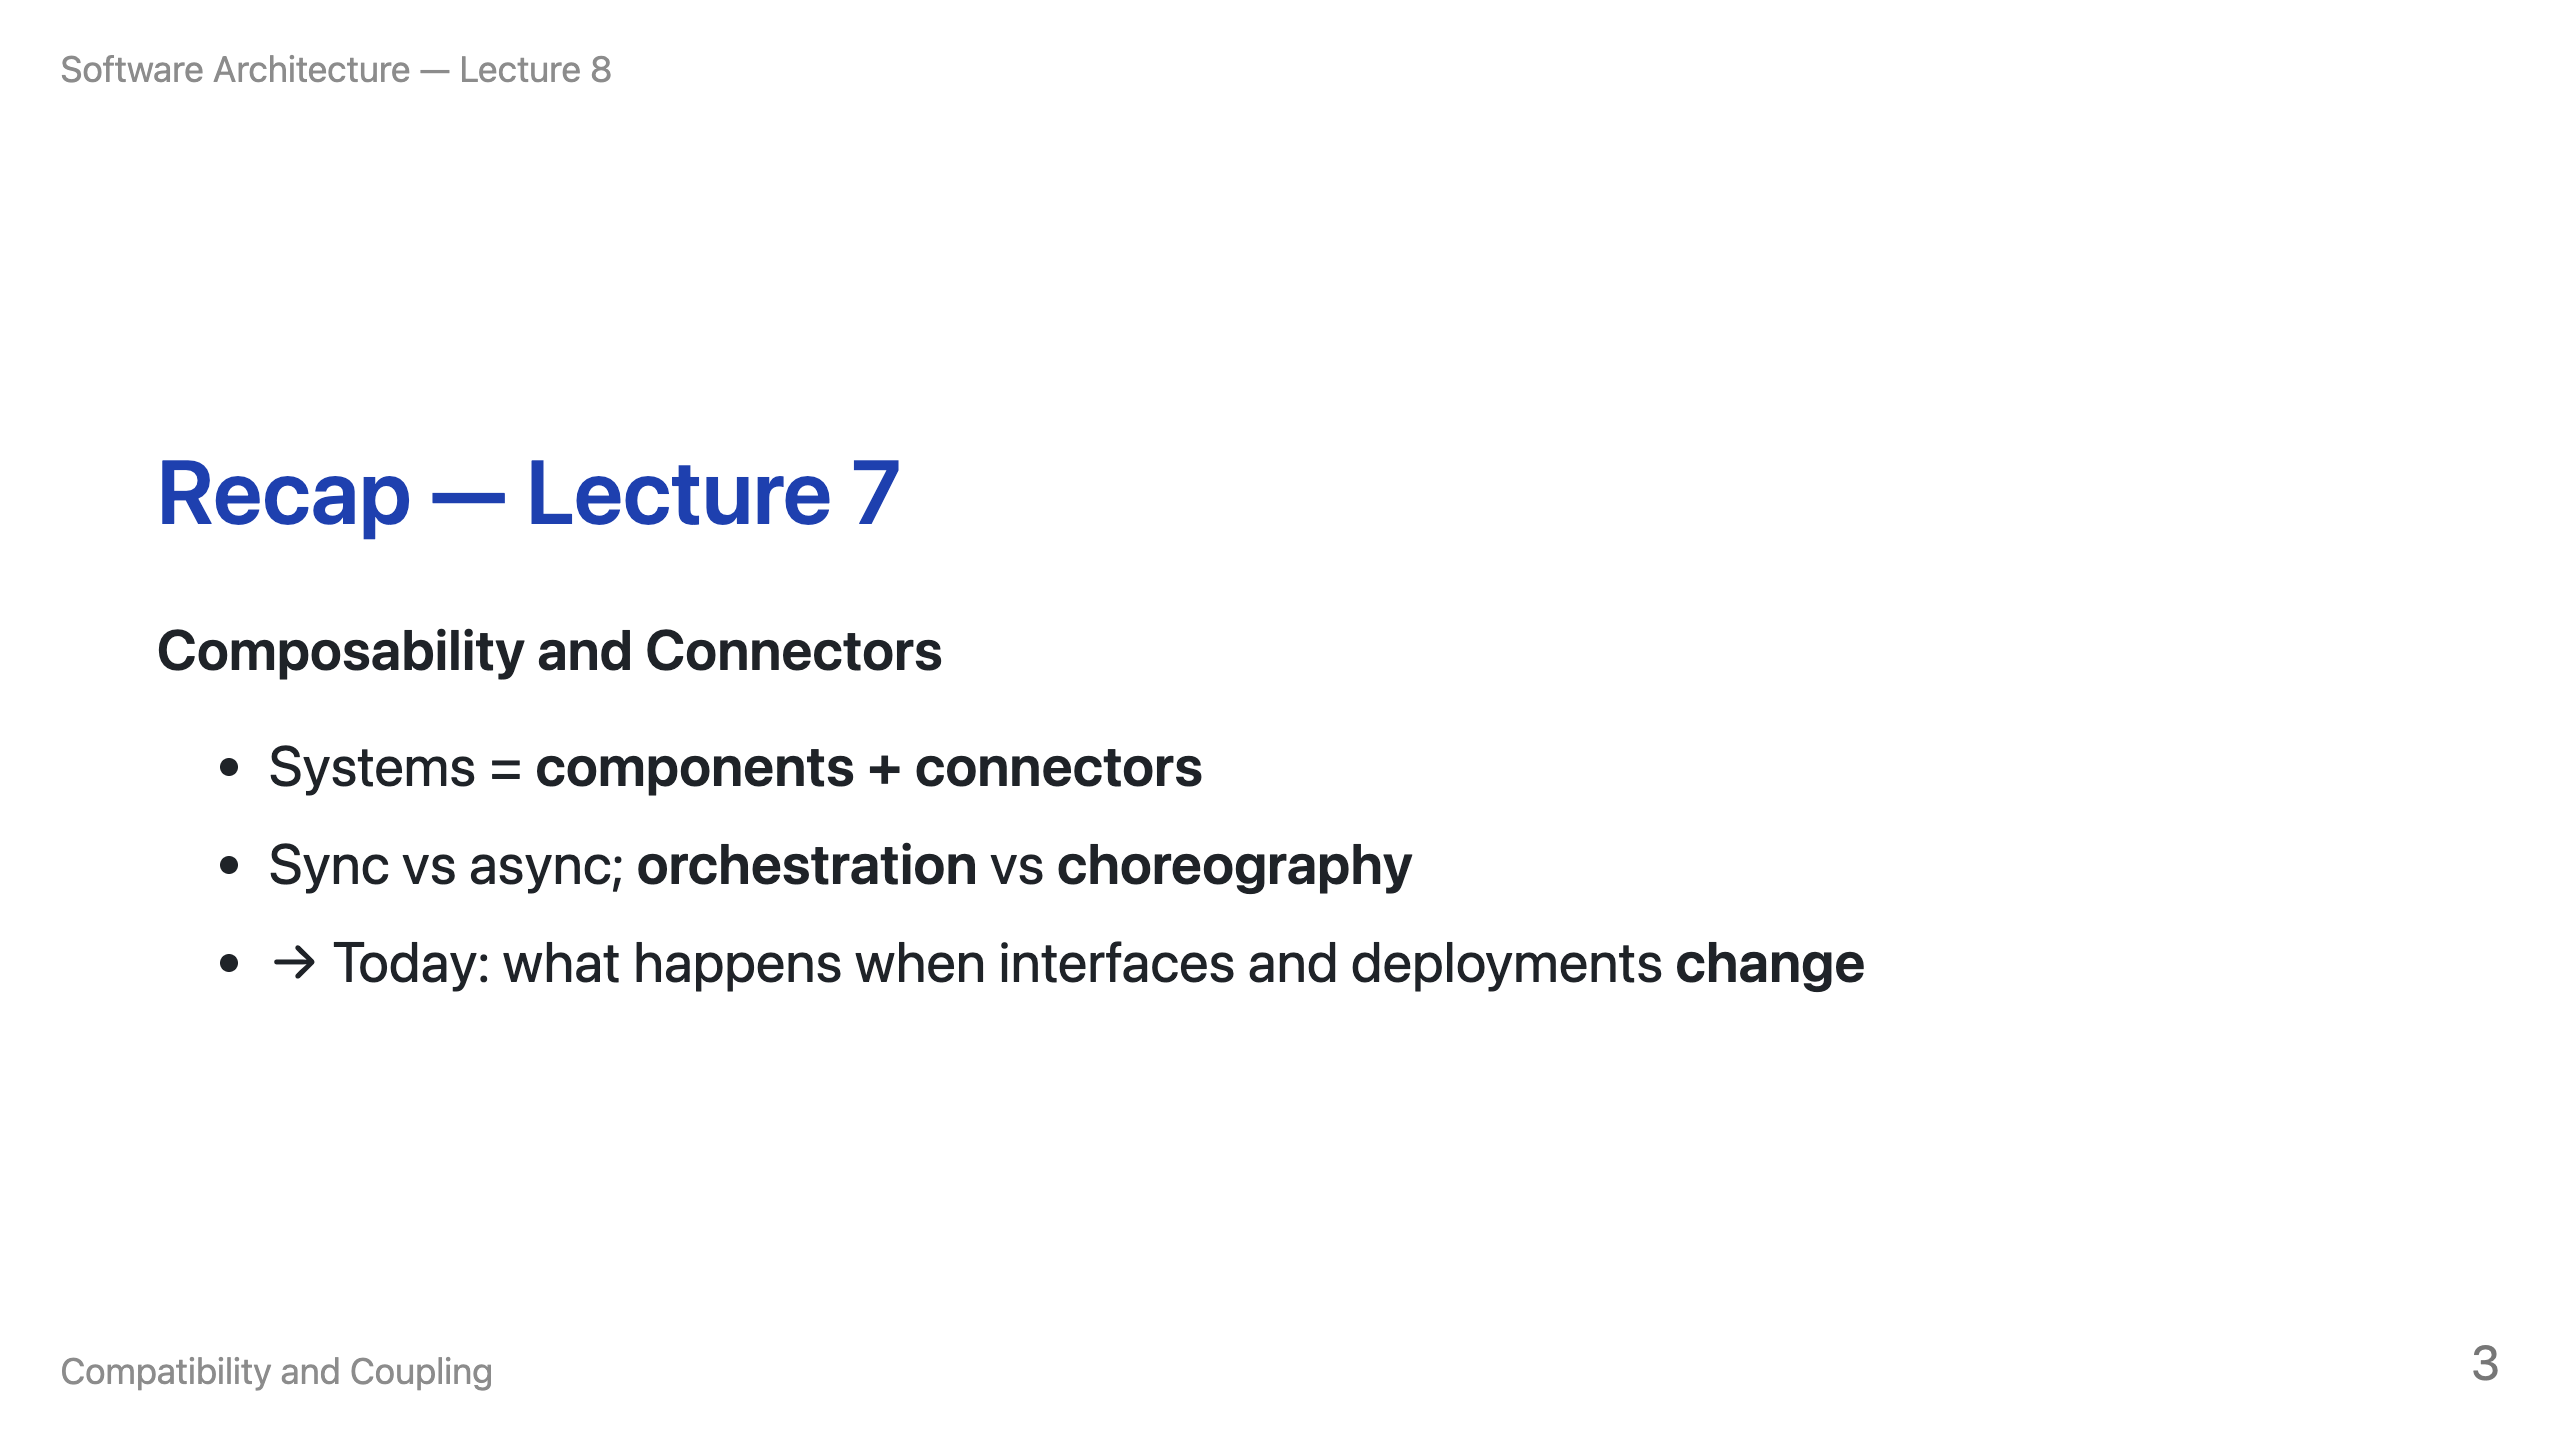 Software Architecture — Lecture 8
Recap — Lecture 7
Composability and Connectors
• Systems = components + connectors
• Sync vs async; orchestration vs choreography
• → Today: what happens when interfaces and deployments change
Compatibility and Coupling
3